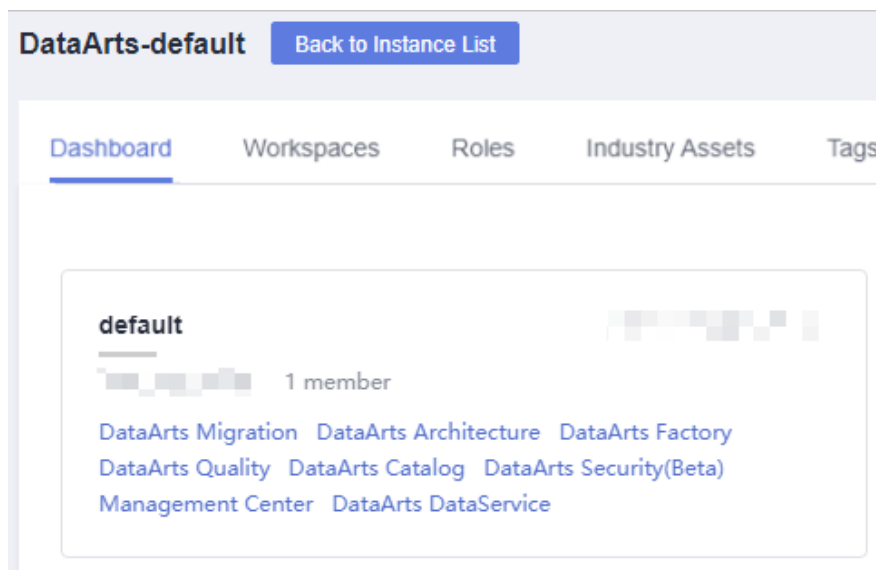 DataArts-default Back to Instance List
Dashboard Workspaces Roles Industry Assets Tags
default
1 member
DataArts Migration DataArts Architecture DataArts Factory
DataArts Quality DataArts Catalog DataArts Security(Beta)
Management Center DataArts DataService